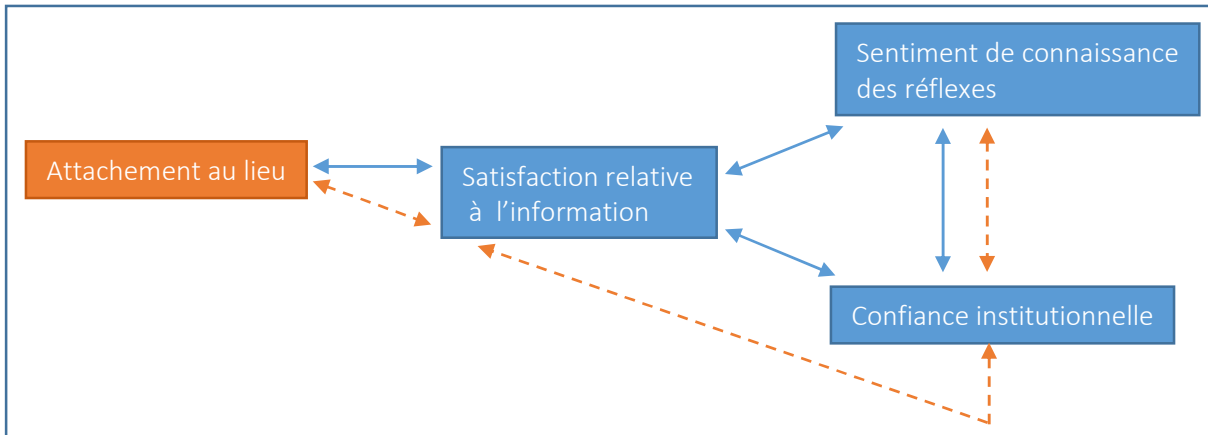 Sentiment de connaissance
des réflexes
Attachement au lieu
Satisfaction relative
à l’information
Confiance institutionnelle